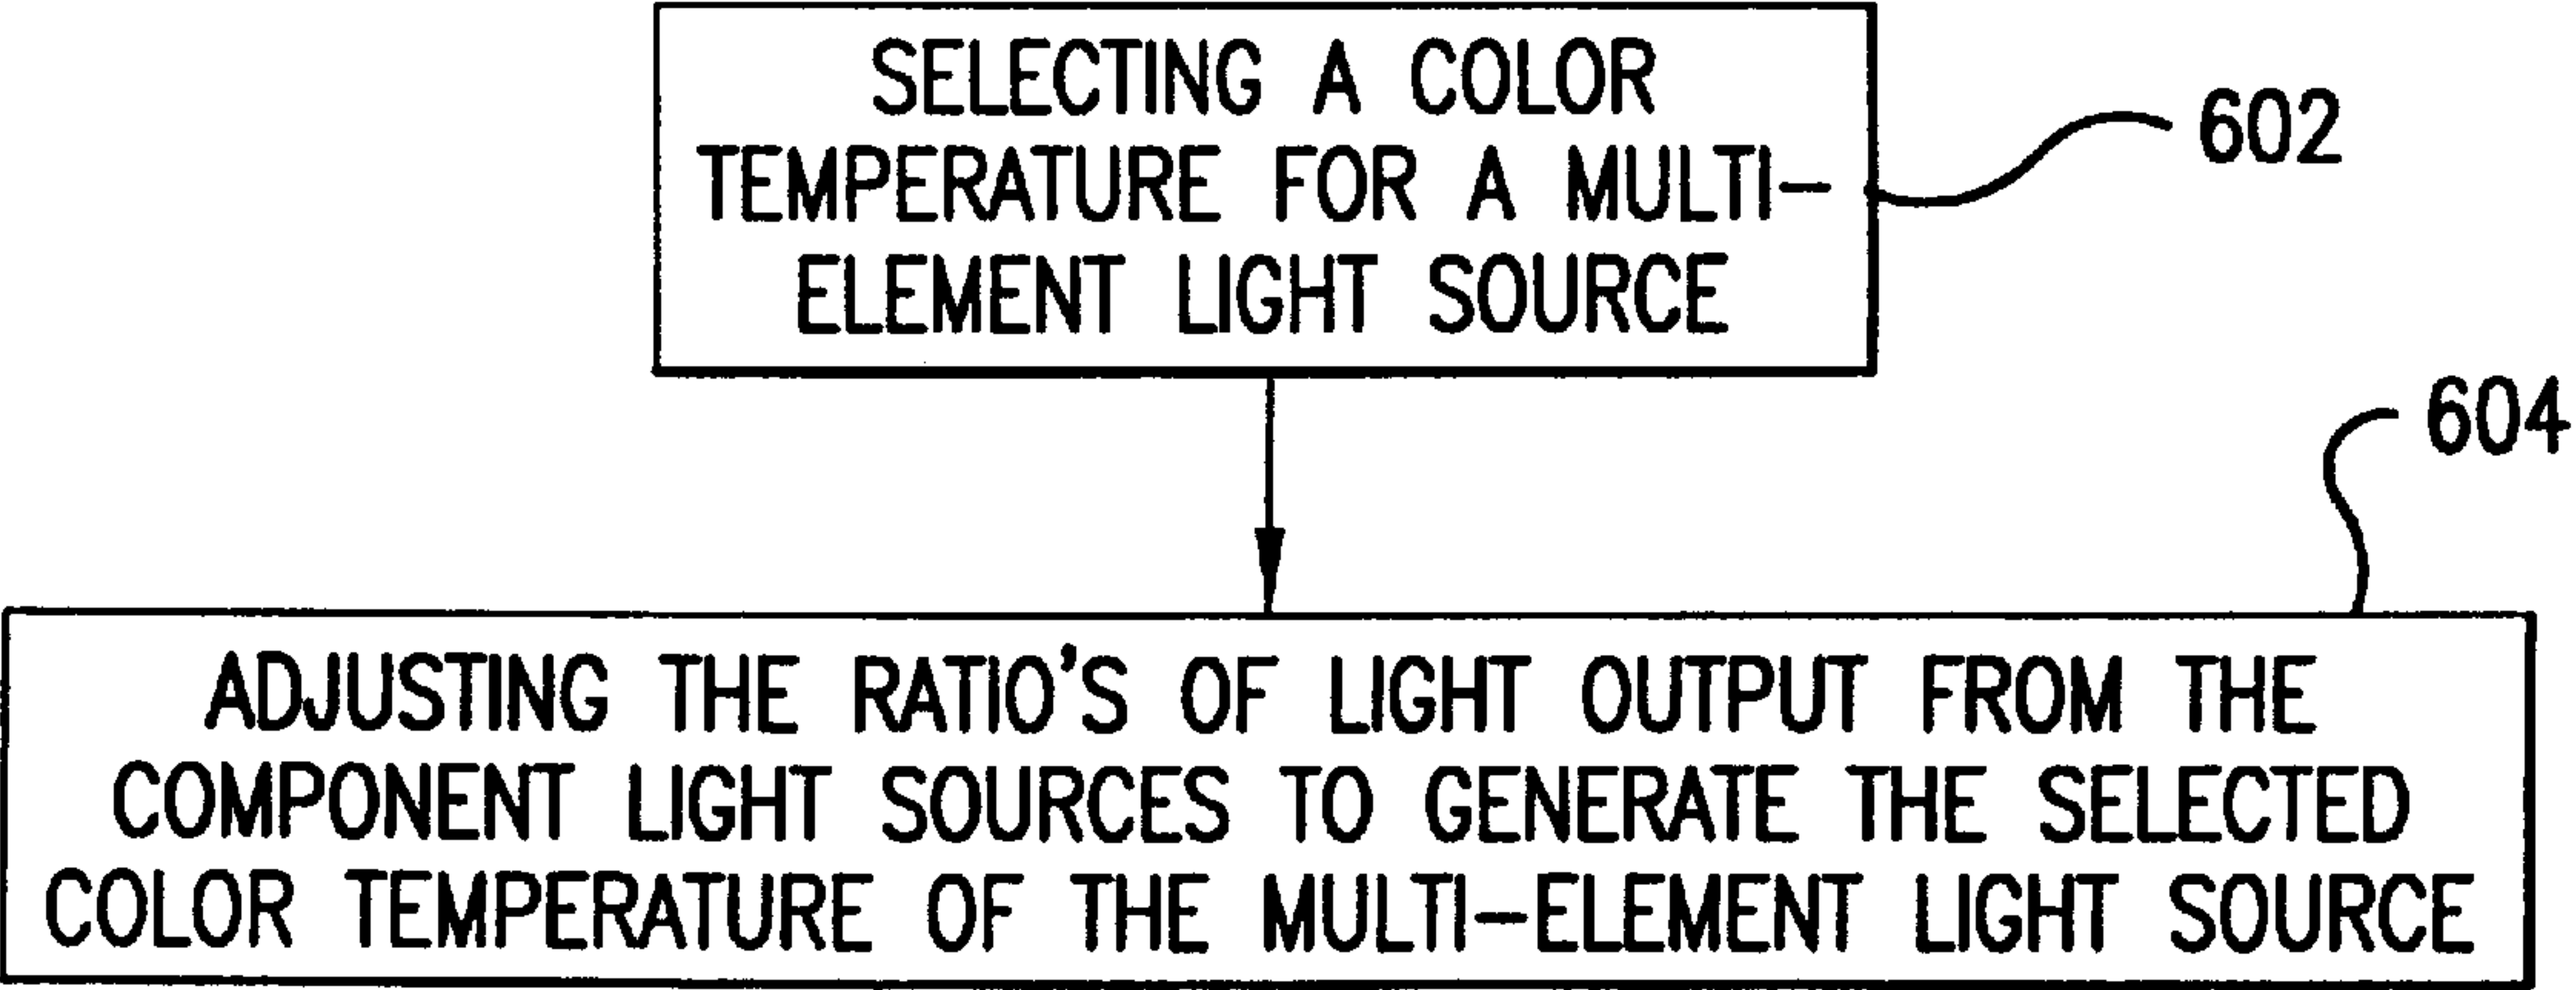 SELECTING A COLOR
TEMPERATURE FOR A MULTI-
ELEMENT LIGHT SOURCE
602
604
ADJUSTING THE RATIO'S OF LIGHT OUTPUT FROM THE
COMPONENT LIGHT SOURCES TO GENERATE THE SELECTED
COLOR TEMPERATURE OF THE MULTI-ELEMENT LIGHT SOURCE